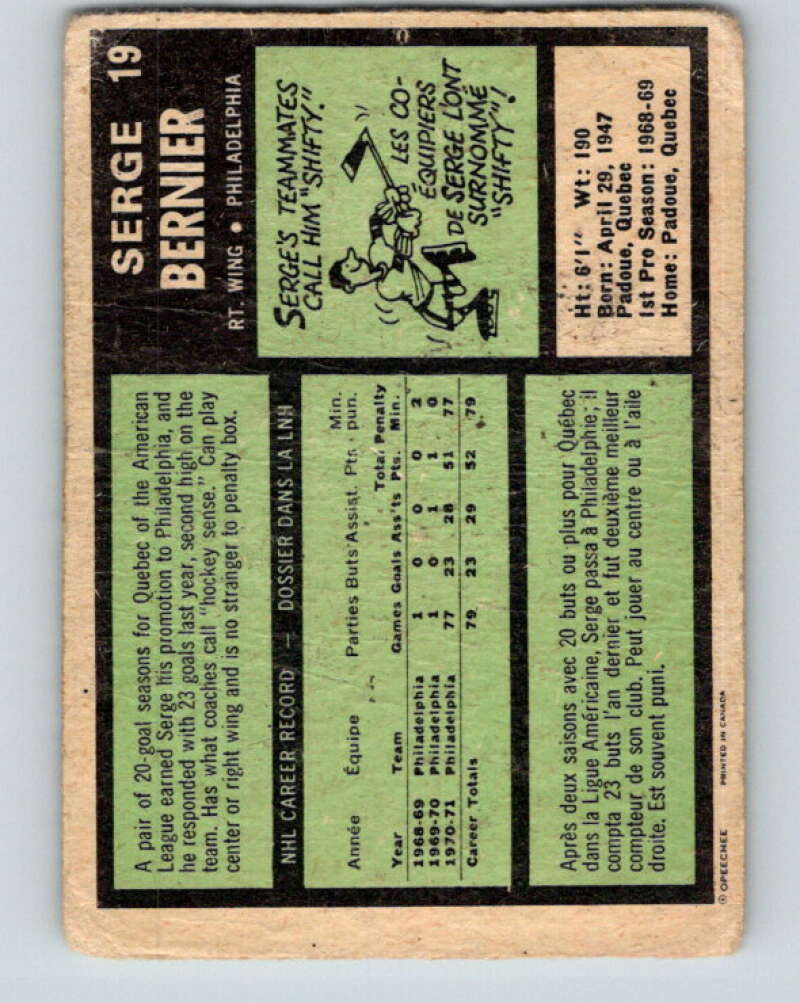 SERGE 19
BERNIER
RT. WING • PHILADELPHIA
A pair of 20-goal seasons for Quebec of the American
League earned Serge his promotion to Philadelphia, and
he responded with 23 goals last year, second high on the
team. Has what coaches call "hockey sense." Can play
center or right wing and is no stranger to penalty box.
SERGE'S TEAMMATES
CALL HIM "SHIFTY."
LES CO-
ÉQUIPIERS
DE SERGE L'ONT
SURNOMMÉ
"SHIFTY"!
NHL CAREER RECORD — DOSSIER DANS LA LNH
Année Équipe Parties Buts Assist. Pts. Min. pun.
Year Team Games Goals Ass'ts Total Pts. Penalty Min.
1968-69 Philadelphia 1 0 0 0 2
1969-70 Philadelphia 1 0 1 1 0
1970-71 Philadelphia 77 23 28 51 77
Career Totals 79 23 29 52 79
Ht: 6'1" Wt: 190
Born: April 29, 1947
Padoue, Quebec
1st Pro Season: 1968-69
Home: Padoue, Quebec
Après deux saisons avec 20 buts ou plus pour Québec
dans la Ligue Américaine, Serge passa à Philadelphie; il
compta 23 buts l'an dernier et fut deuxième meilleur
compteur de son club. Peut jouer au centre ou à l'aile
droite. Est souvent puni.
© OPEECHEE PRINTED IN CANADA